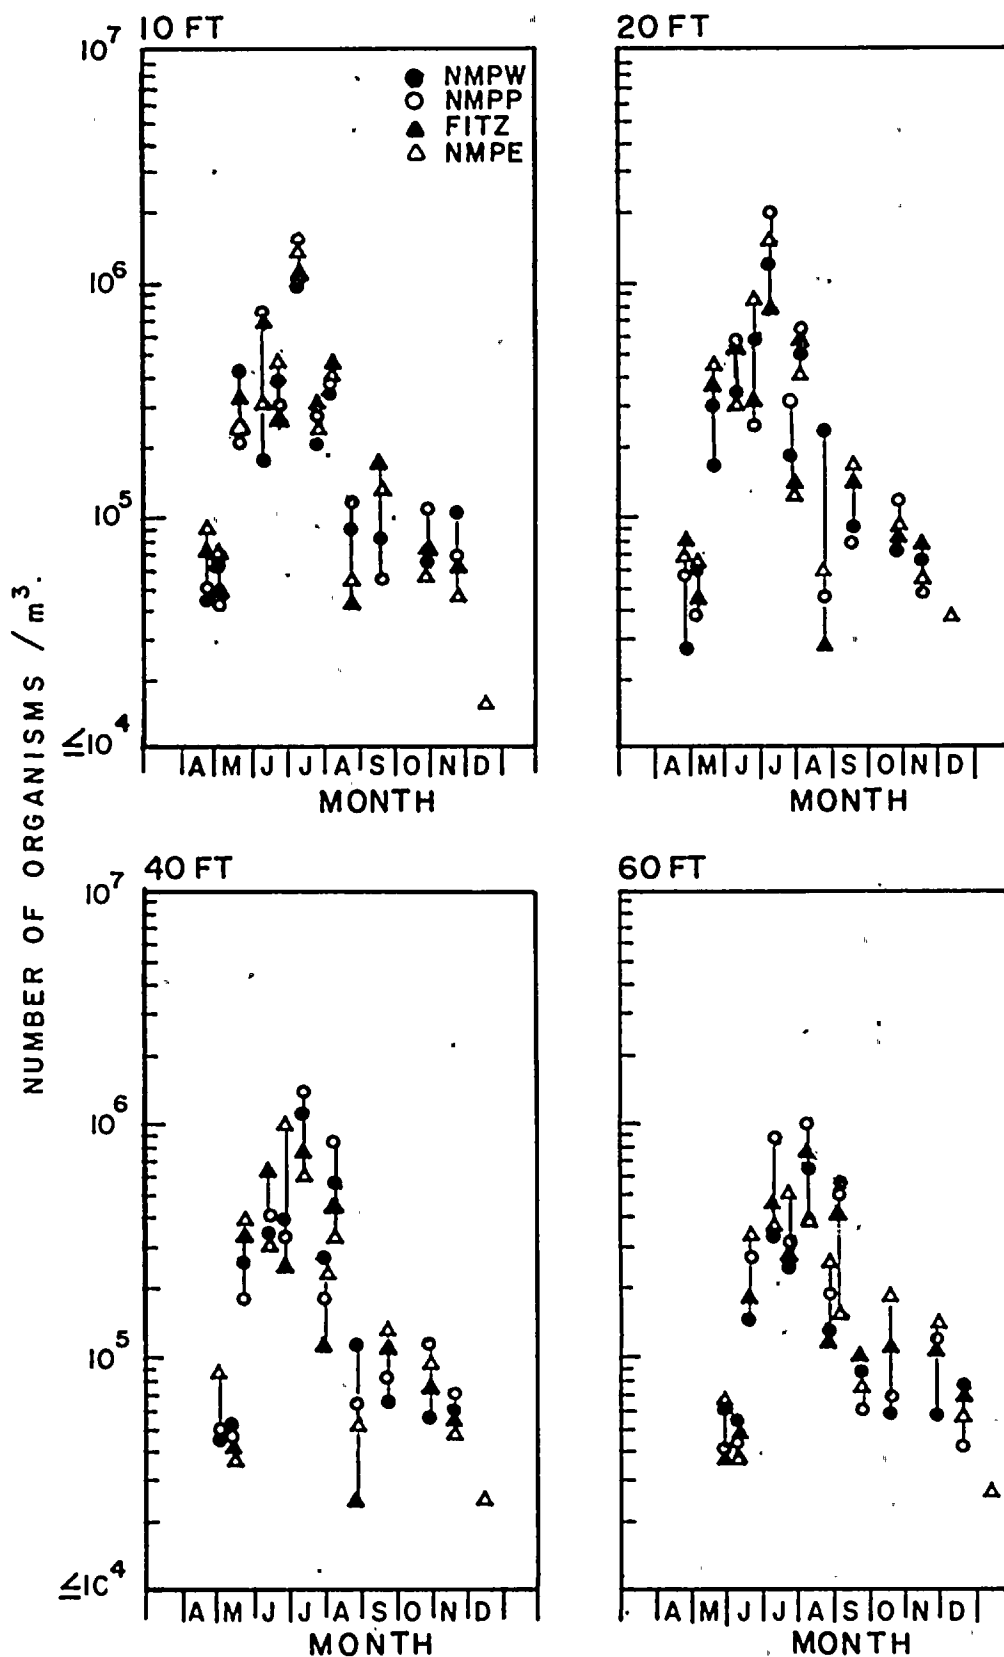 10 FT
10⁷
10⁶
10⁵
≤10⁴
NMPW
NMPP
FITZ
NMPE
A M J J A S O N D
MONTH
20 FT
A M J J A S O N D
MONTH
NUMBER OF ORGANISMS / m³.
40 FT
10⁷
10⁶
10⁵
≤10⁴
A M J J A S O N D
MONTH
60 FT
A M J J A S O N D
MONTH